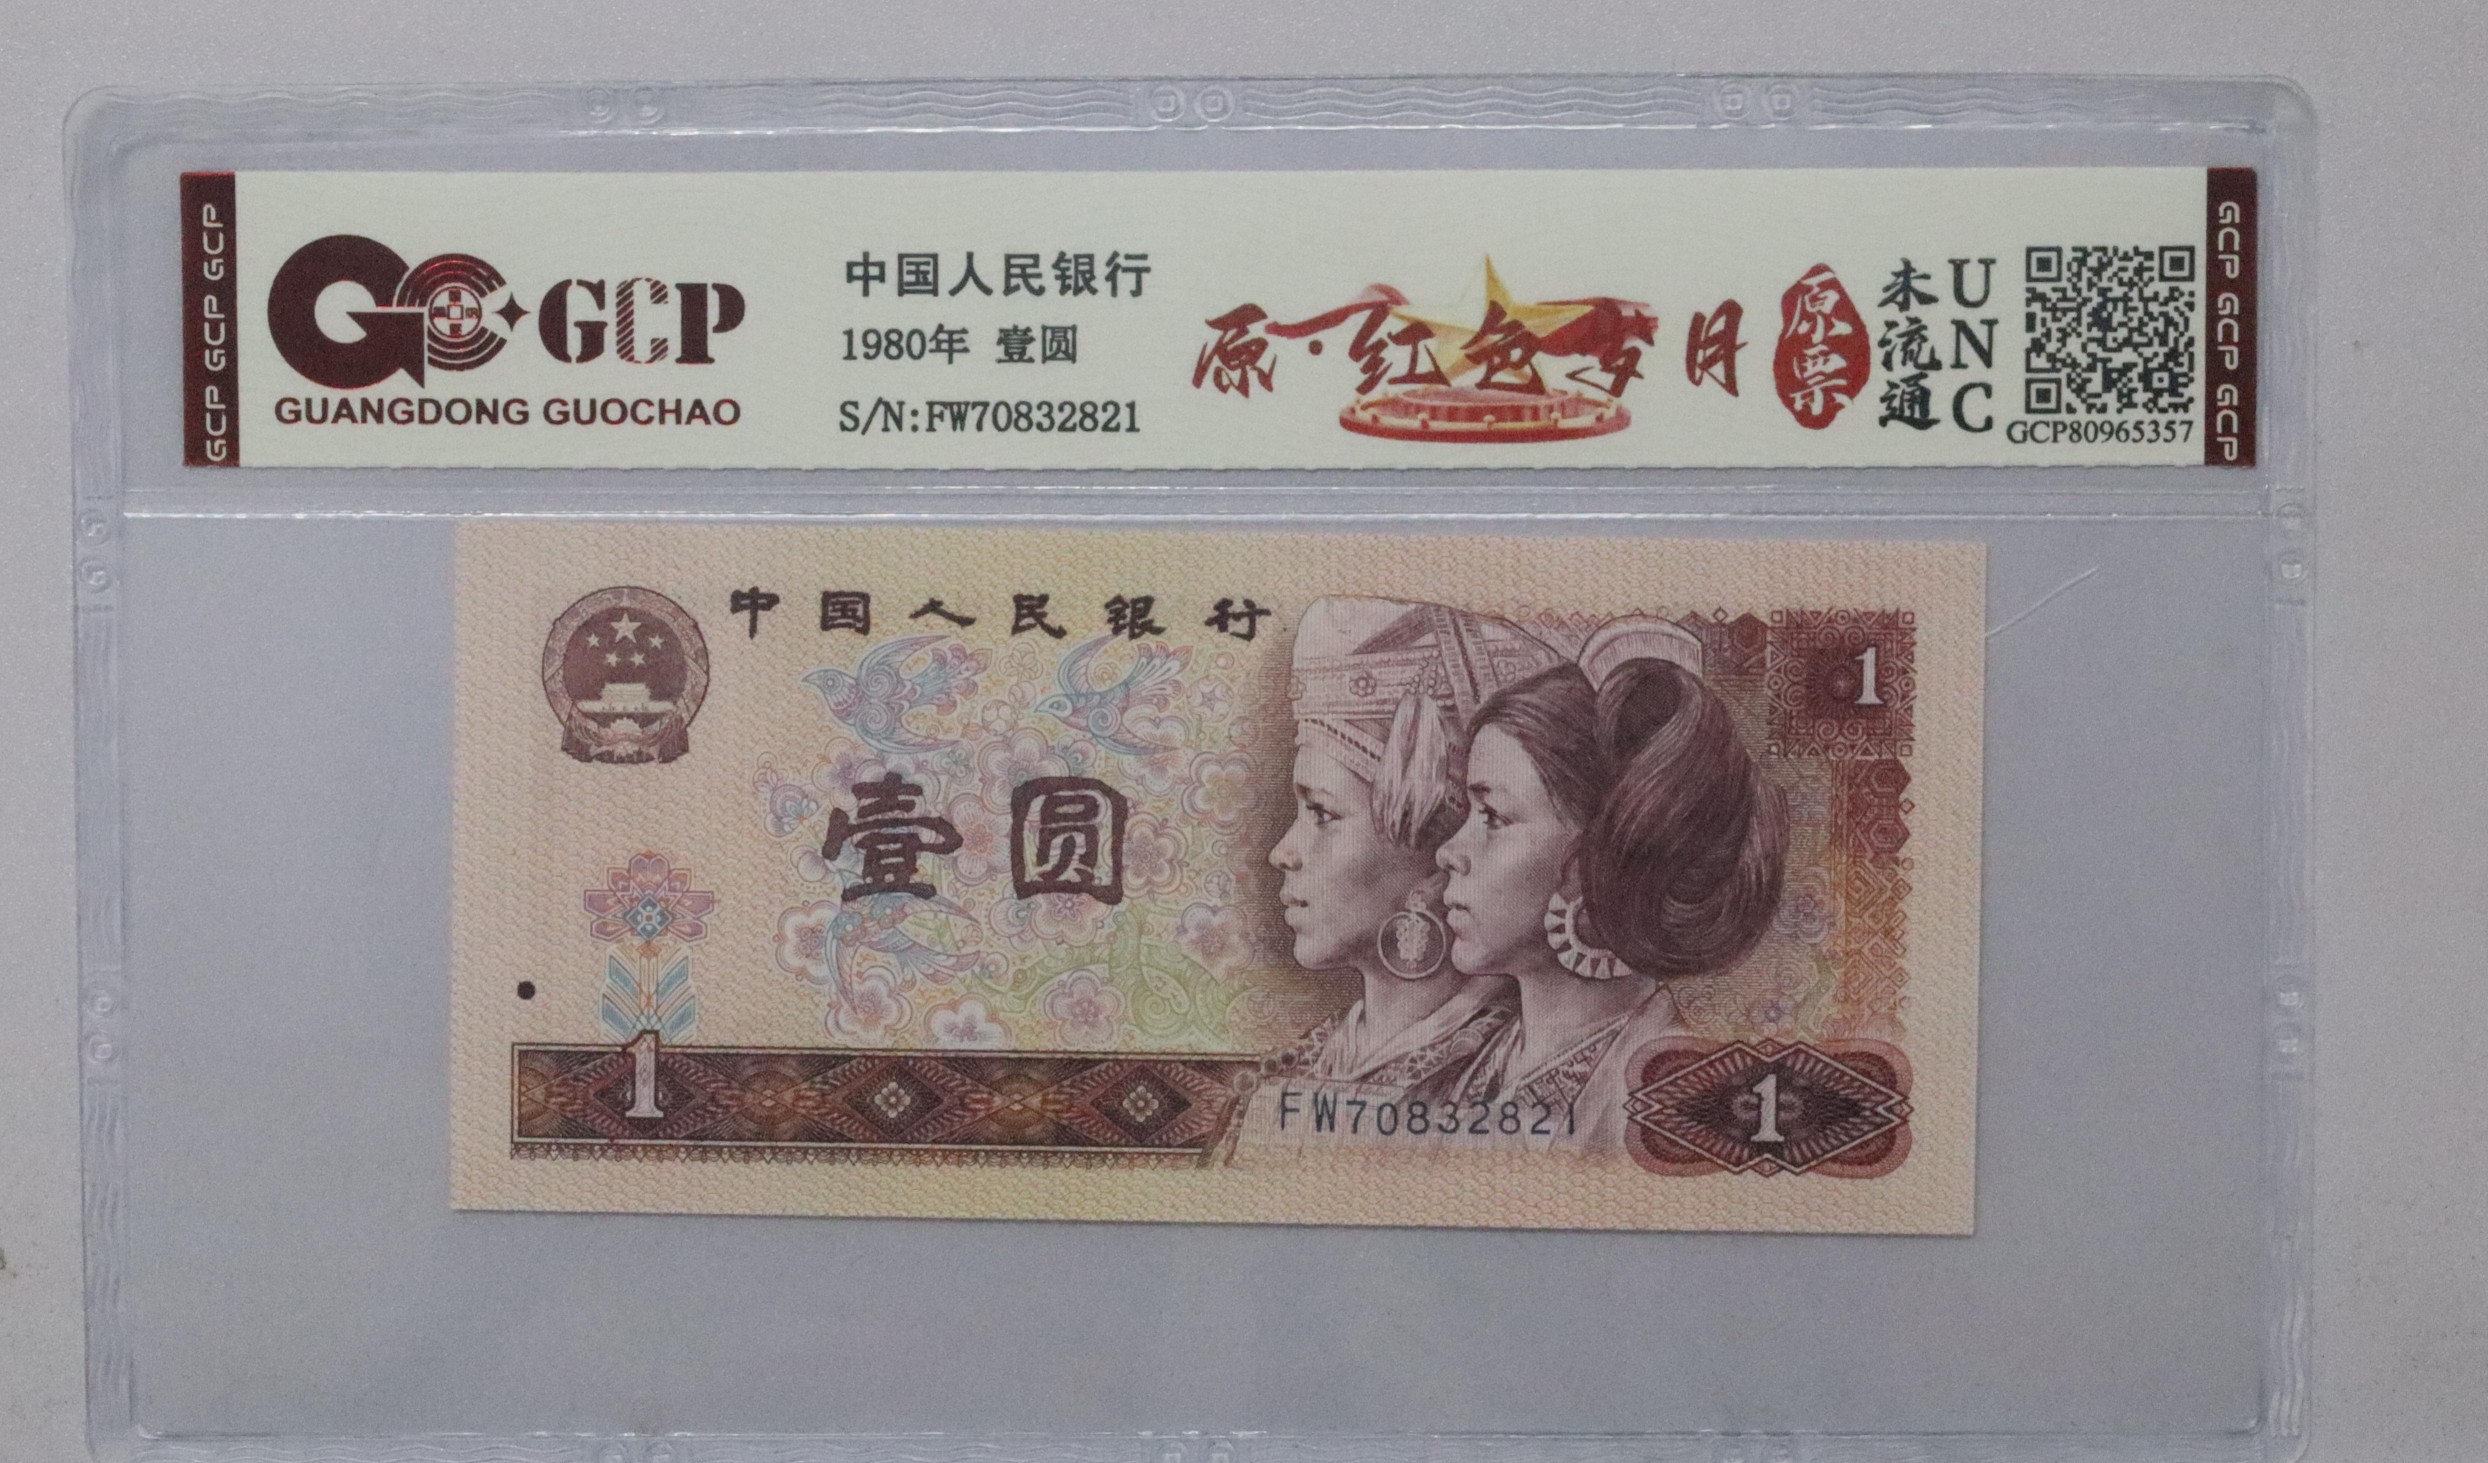 GCP GCP GCP
GCP
GUANGDONG GUOCHAO
中国人民银行
1980年 壹圆
S/N:FW70832821
原·红色岁月
原票
未流通
UNC
GCP80965357
GCP GCP GCP
中国人民银行
1
壹圆
1
FW70832821
1